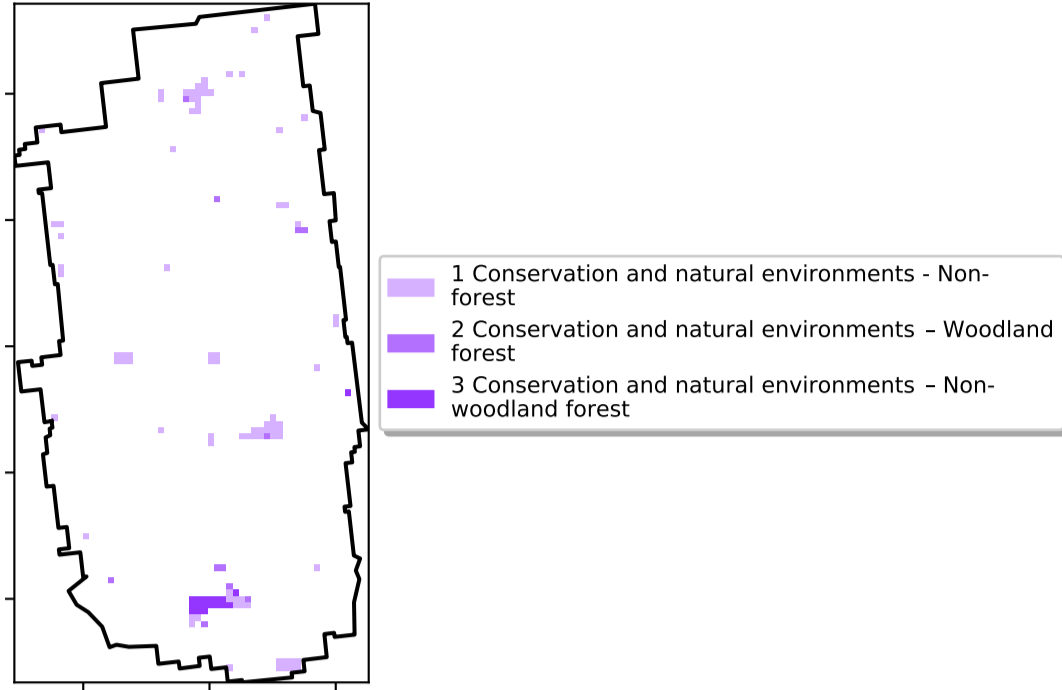 1 Conservation and natural environments - Non-
forest
2 Conservation and natural environments – Woodland
forest
3 Conservation and natural environments – Non-
woodland forest